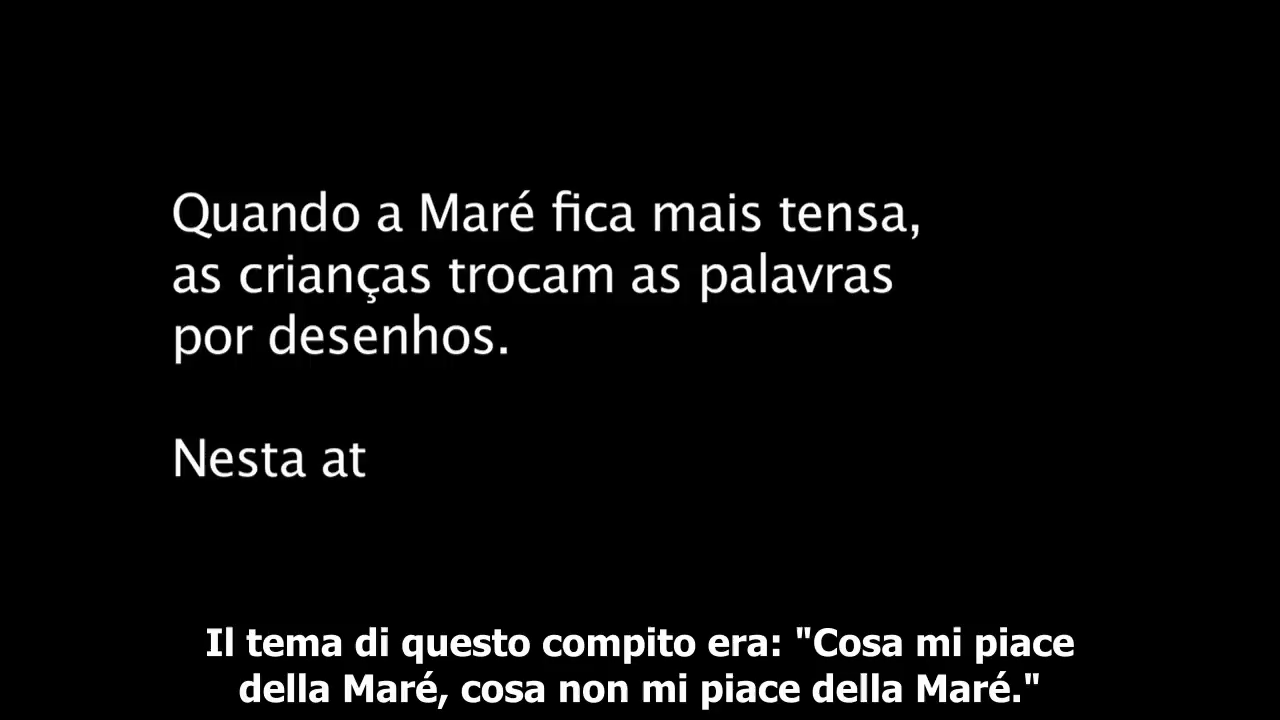 Quando a Maré fica mais tensa,
as crianças trocam as palavras
por desenhos.
Nesta at
Il tema di questo compito era: "Cosa mi piace
della Maré, cosa non mi piace della Maré."